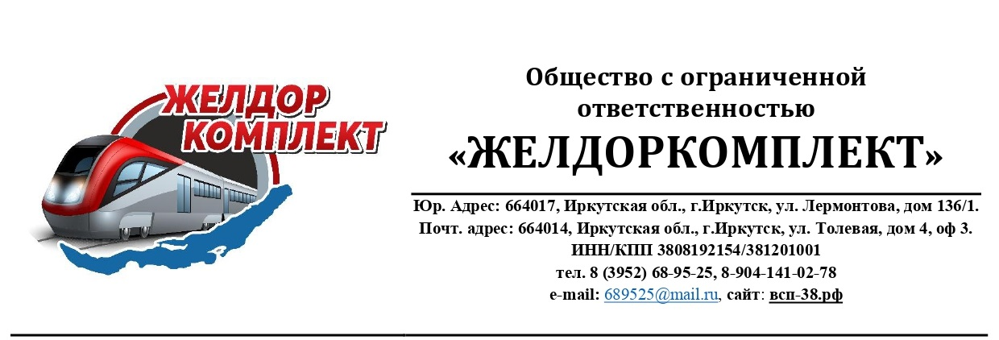 ЖЕЛДОР
КОМПЛЕКТ
Общество с ограниченной
ответственностью
«ЖЕЛДОРКОМПЛЕКТ»
Юр. Адрес: 664017, Иркутская обл., г.Иркутск, ул. Лермонтова, дом 136/1.
Почт. адрес: 664014, Иркутская обл., г.Иркутск, ул. Толевая, дом 4, оф 3.
ИНН/КПП 3808192154/381201001
тел. 8 (3952) 68-95-25, 8-904-141-02-78
e-mail: 689525@mail.ru, сайт: всп-38.рф